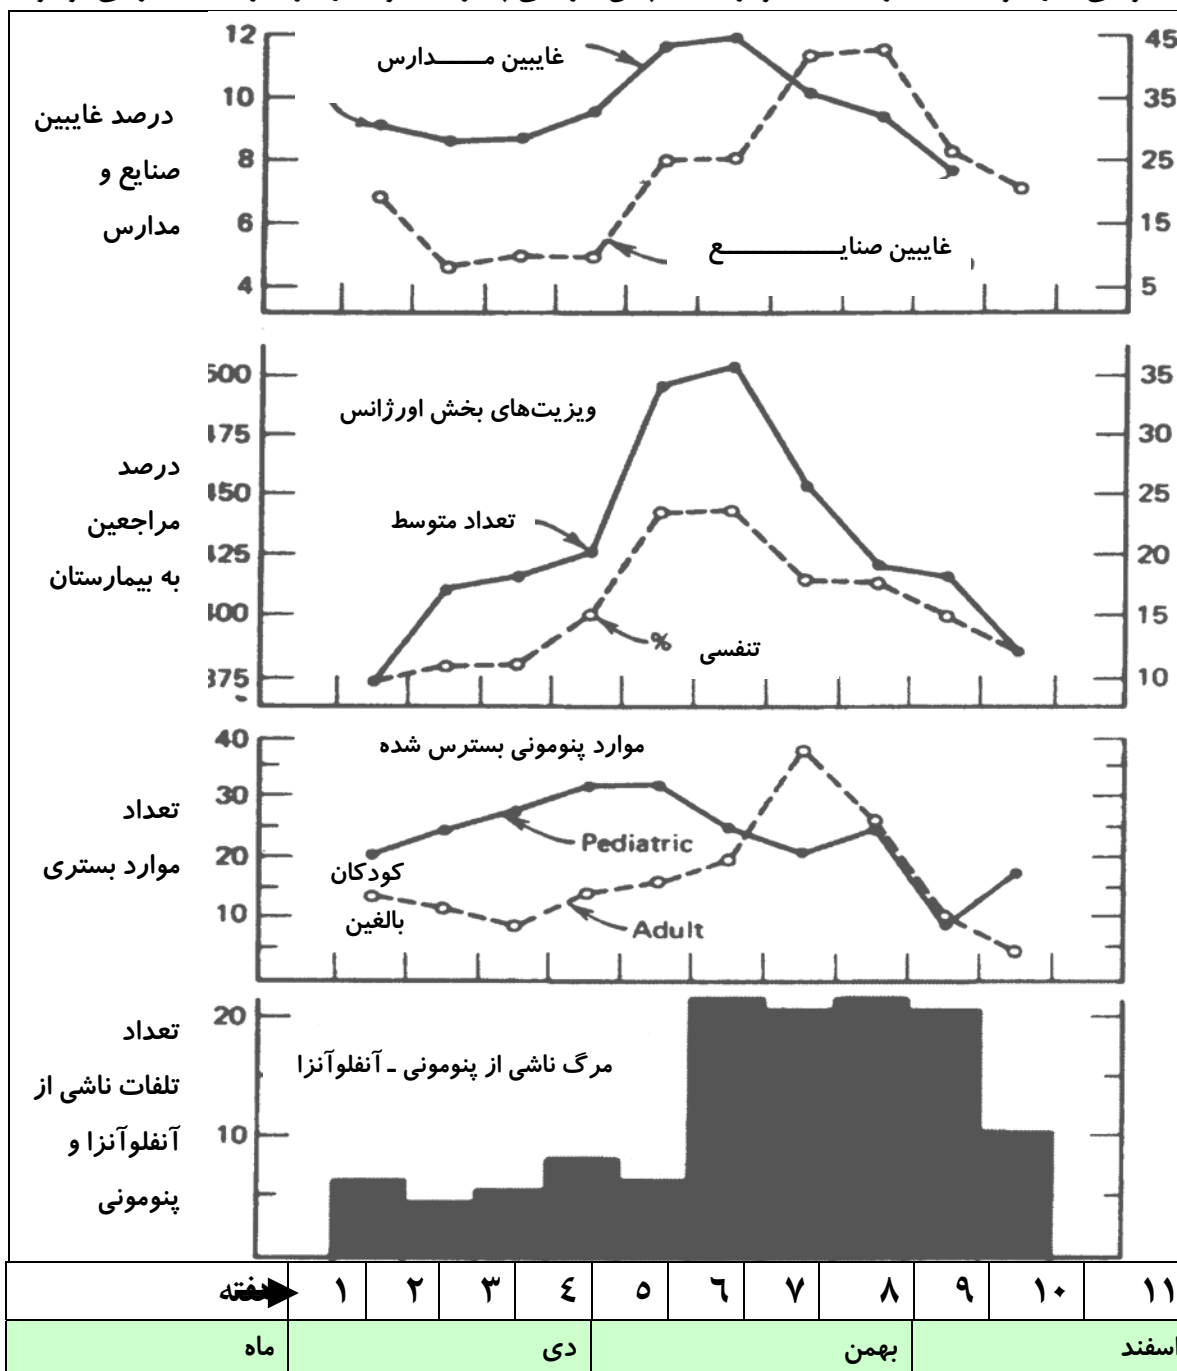 12
10
8
6
4
45
35
25
15
5
غایبین مــــدارس
درصد غایبین
صنایع و
مدارس
غایبین صنایــــــــــع
500
475
450
425
400
375
35
30
25
20
15
10
ویزیت‌های بخش اورژانس
درصد
مراجعین
به بیمارستان
تعداد متوسط
% تنفسی
40
30
20
10
موارد پنومونی بسترس شده
تعداد
موارد بستری
Pediatric
کودکان
بالغین
Adult
20
10
تعداد
تلفات ناشی از
آنفلوآنزا و
پنومونی
مرگ ناشی از پنومونی - آنفلوآنزا
هفته ۱ ۲ ۳ ٤ ٥ ٦ ۷ ۸ ۹ ۱۰ ۱۱
ماه دی بهمن اسفند